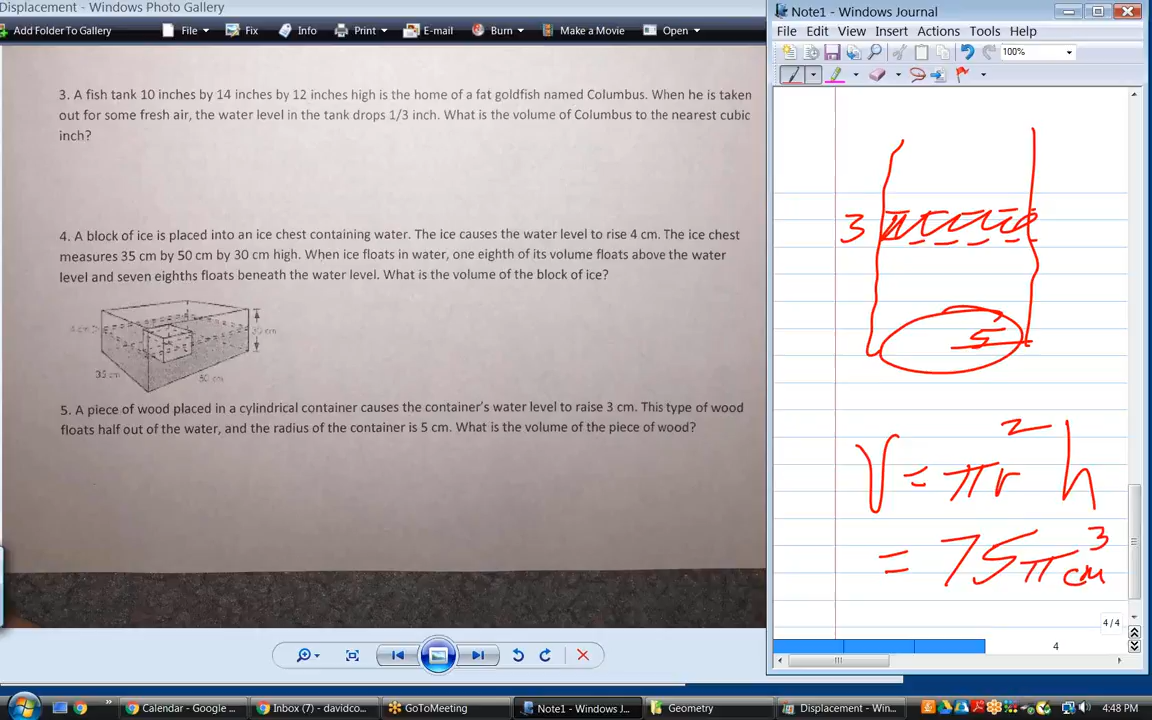 Displacement - Windows Photo Gallery
Add Folder To Gallery
File
Fix
Info
Print
E-mail
Burn
Make a Movie
Open
3. A fish tank 10 inches by 14 inches by 12 inches high is the home of a fat goldfish named Columbus. When he is taken
out for some fresh air, the water level in the tank drops 1/3 inch. What is the volume of Columbus to the nearest cubic
inch?
4. A block of ice is placed into an ice chest containing water. The ice causes the water level to rise 4 cm. The ice chest
measures 35 cm by 50 cm by 30 cm high. When ice floats in water, one eighth of its volume floats above the water
level and seven eighths floats beneath the water level. What is the volume of the block of ice?
4 cm
30 cm
35 cm
50 cm
5. A piece of wood placed in a cylindrical container causes the container's water level to raise 3 cm. This type of wood
floats half out of the water, and the radius of the container is 5 cm. What is the volume of the piece of wood?
Note1 - Windows Journal
File Edit View Insert Actions Tools Help
100%
3
5
V = πr² h
= 75π cm³
4/4
4
Calendar - Google ...
Inbox (7) - davidco...
GoToMeeting
Note1 - Windows J...
Geometry
Displacement - Win...
4:48 PM